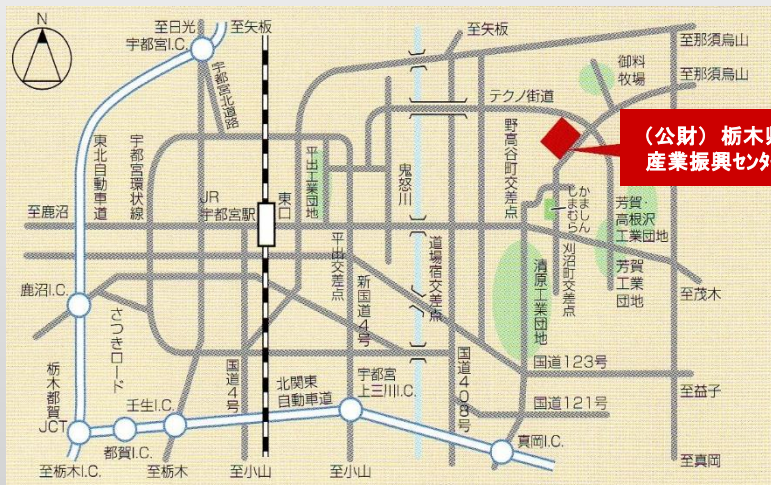 N
至日光
至矢板
宇都宮I.C.
宇都宮北道路
至矢板
至那須烏山
御料
牧場
至那須烏山
テクノ街道
東北自動車道
宇都宮環状線
平出工業団地
鬼怒川
野高谷町交差点
（公財）栃木県
産業振興センター
至鹿沼
JR
宇都宮駅
東口
かましん
しまむら
芳賀・
高根沢
工業団地
平出交差点
新国道4号
道場宿交差点
清原工業団地
刈沼町交差点
芳賀
工業
団地
至茂木
鹿沼I.C.
さつきロード
国道4号
国道408号
国道123号
北関東
自動車道
宇都宮
上三川I.C.
至益子
国道121号
栃木都賀
JCT
壬生I.C.
都賀I.C.
真岡I.C.
至栃木I.C.
至栃木
至小山
至小山
至真岡